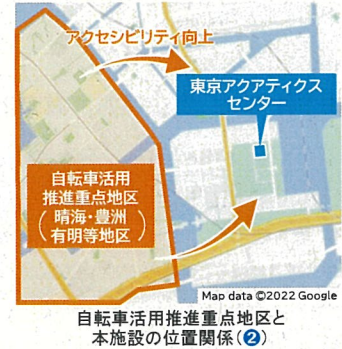 アクセシビリティ向上
東京アクアティクス
センター
自転車活用
推進重点地区
(晴海・豊洲
有明等地区)
Map data ©2022 Google
自転車活用推進重点地区と
本施設の位置関係(❷)